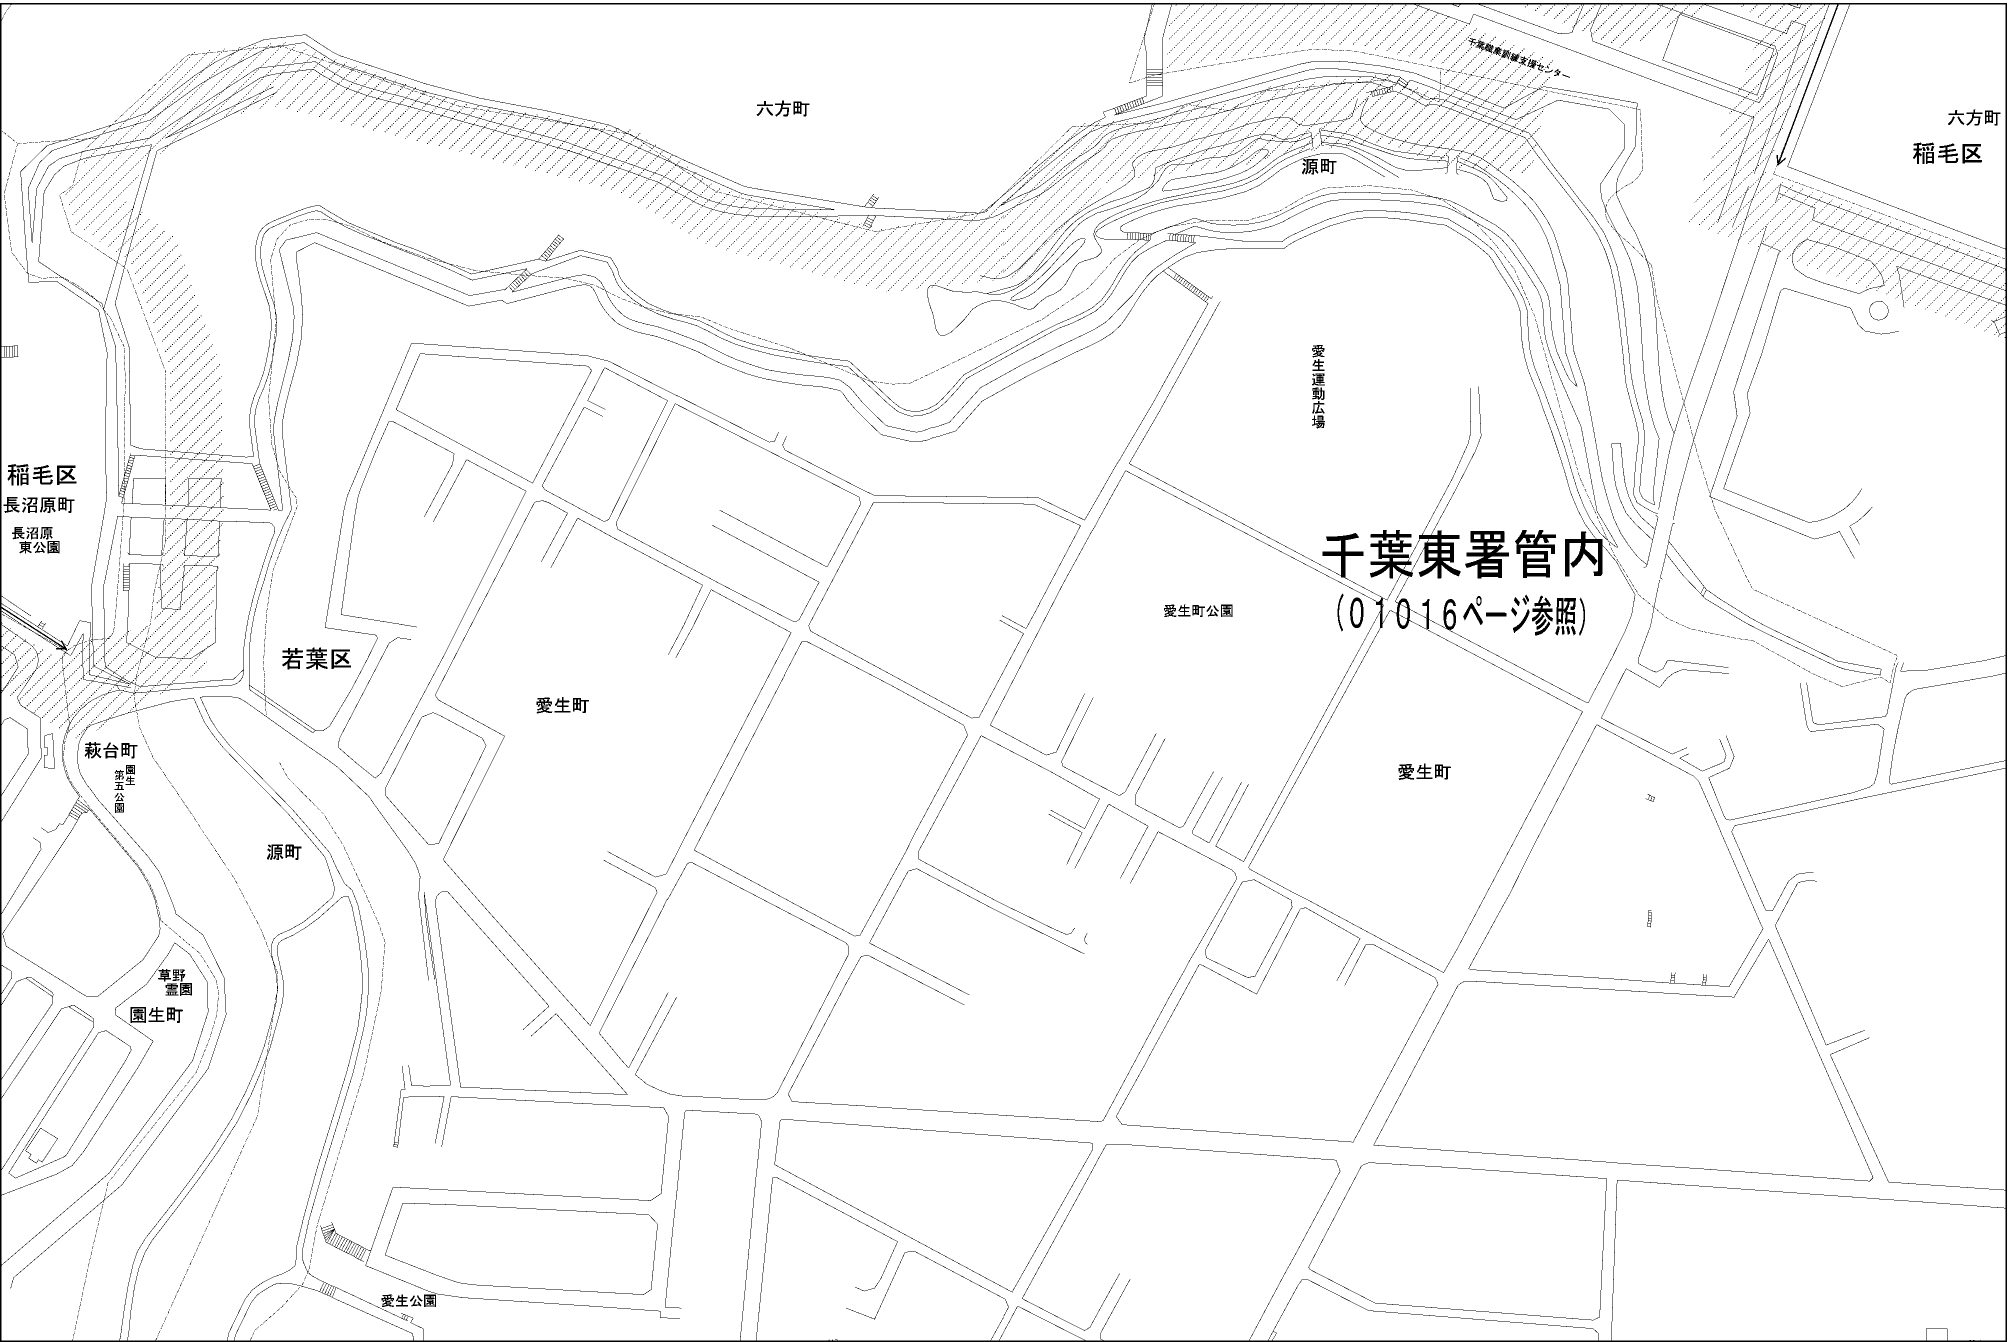 千葉職業訓練支援センター
六方町
六方町
稲毛区
源町
愛生運動広場
稲毛区
長沼原町
長沼原
東公園
千葉東署管内
(01016ページ参照)
愛生町公園
若葉区
愛生町
萩台町
園生
第五公園
愛生町
源町
草野
霊園
園生町
愛生公園